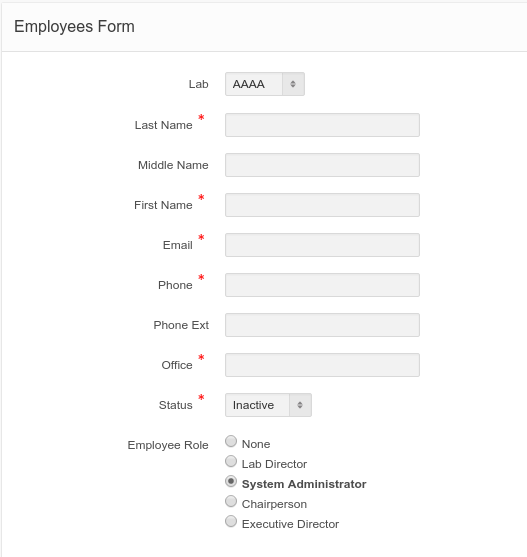 Employees Form
Lab AAAA
Last Name *
Middle Name
First Name *
Email *
Phone *
Phone Ext
Office *
Status * Inactive
Employee Role None
Lab Director
System Administrator
Chairperson
Executive Director